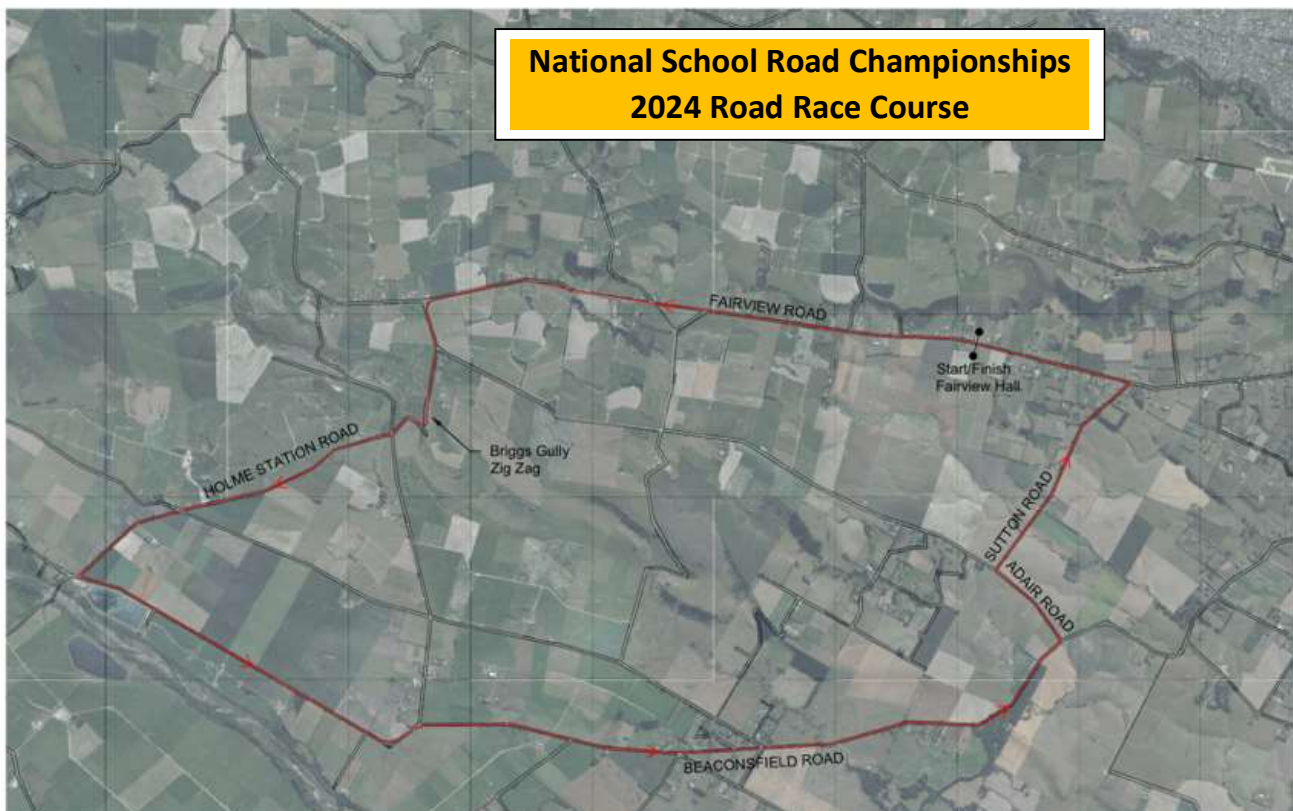 National School Road Championships
2024 Road Race Course
FAIRVIEW ROAD
Start/Finish
Fairview Hall
Briggs Gully
Zig Zag
HOLME STATION ROAD
SUTTON ROAD
ADAIR ROAD
BEACONSFIELD ROAD